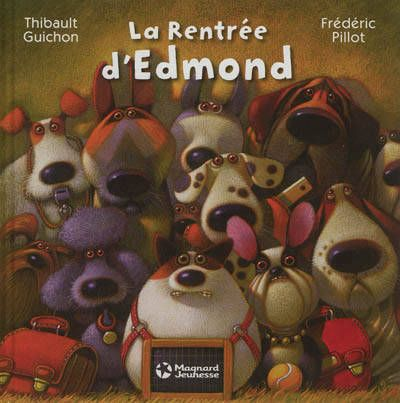 Thibault
Guichon
La Rentrée
d'Edmond
Frédéric
Pillot
Magnard
Jeunesse